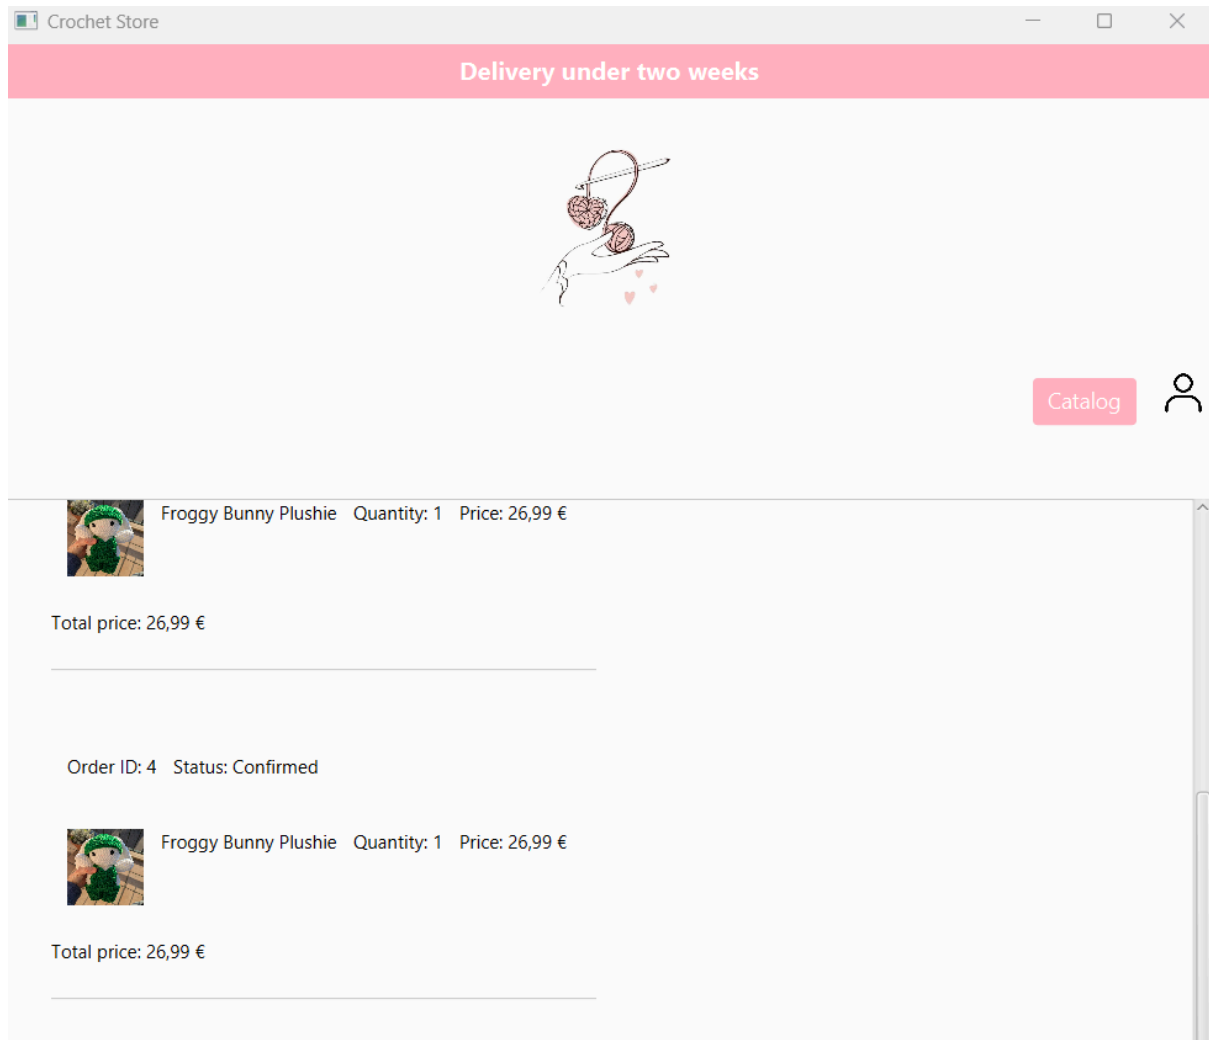 Crochet Store
Delivery under two weeks
Catalog
Froggy Bunny Plushie Quantity: 1 Price: 26,99 €
Total price: 26,99 €
Order ID: 4 Status: Confirmed
Froggy Bunny Plushie Quantity: 1 Price: 26,99 €
Total price: 26,99 €